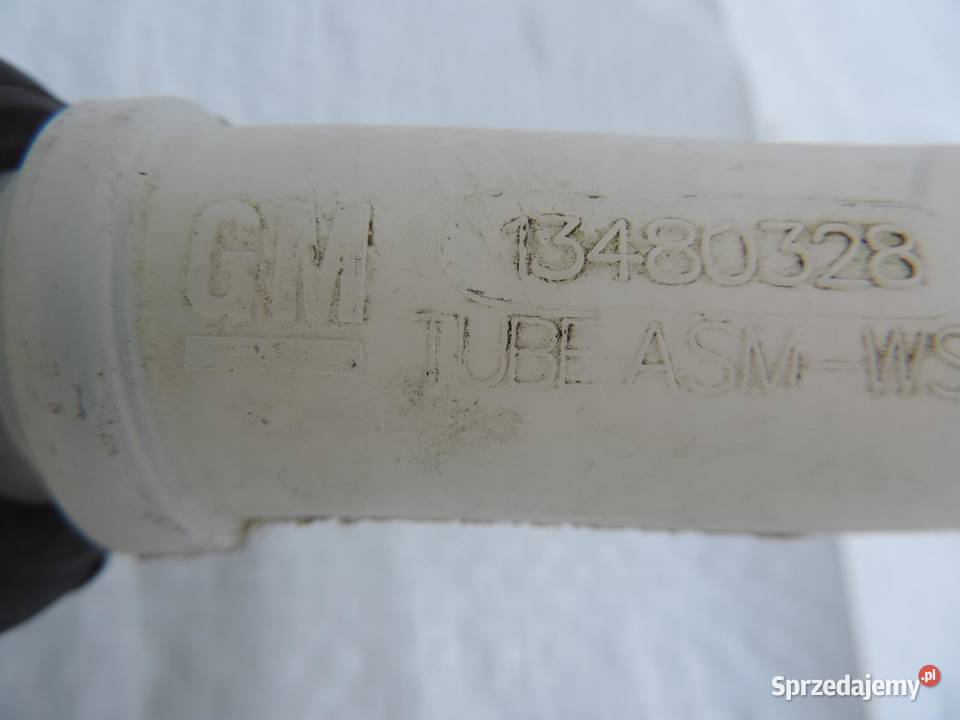 GM
13480328
TUBE ASM-WS
Sprzedajemy.pl